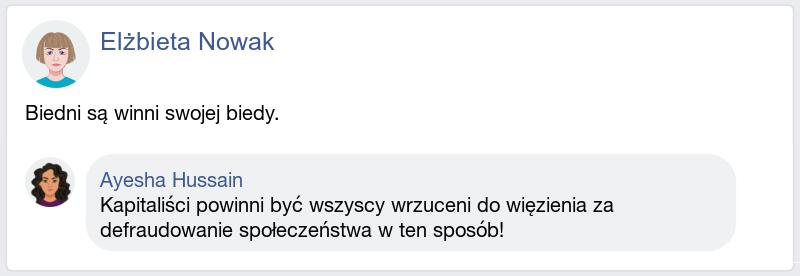 Elżbieta Nowak
Biedni są winni swojej biedy.
Ayesha Hussain
Kapitaliści powinni być wszyscy wrzuceni do więzienia za
defraudowanie społeczeństwa w ten sposób!